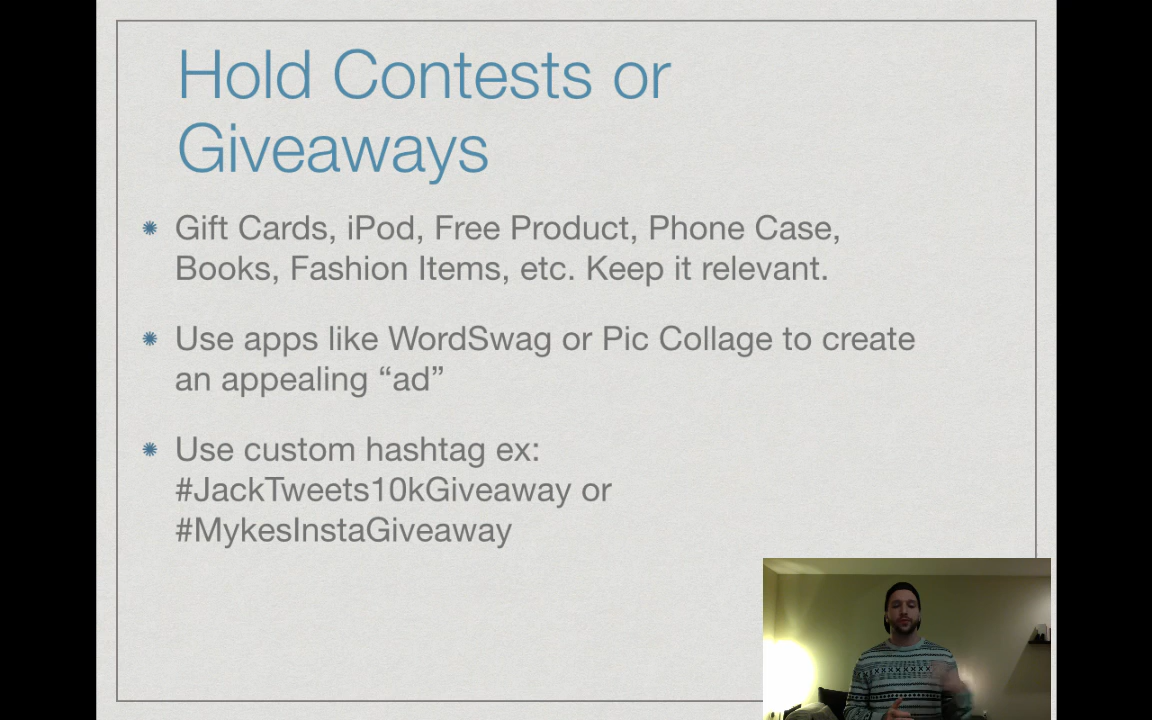 Hold Contests or
Giveaways
Gift Cards, iPod, Free Product, Phone Case,
Books, Fashion Items, etc. Keep it relevant.
Use apps like WordSwag or Pic Collage to create
an appealing “ad”
Use custom hashtag ex:
#JackTweets10kGiveaway or
#MykesInstaGiveaway